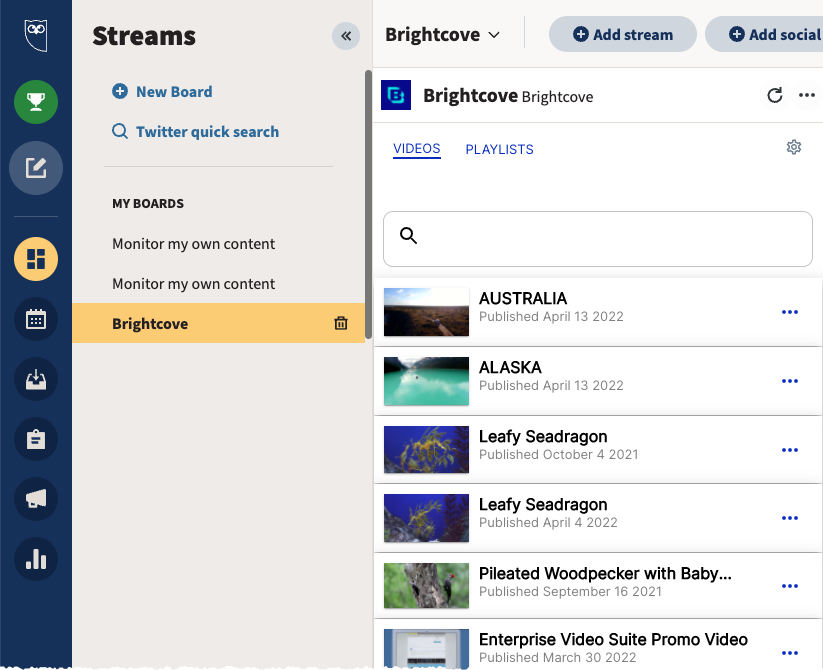 Streams
«
New Board
Twitter quick search
MY BOARDS
Monitor my own content
Monitor my own content
Brightcove
Brightcove
Add stream
Add social
B
Brightcove Brightcove
VIDEOS
PLAYLISTS
AUSTRALIA
Published April 13 2022
ALASKA
Published April 13 2022
Leafy Seadragon
Published October 4 2021
Leafy Seadragon
Published April 4 2022
Pileated Woodpecker with Baby...
Published September 16 2021
Enterprise Video Suite Promo Video
Published March 30 2022